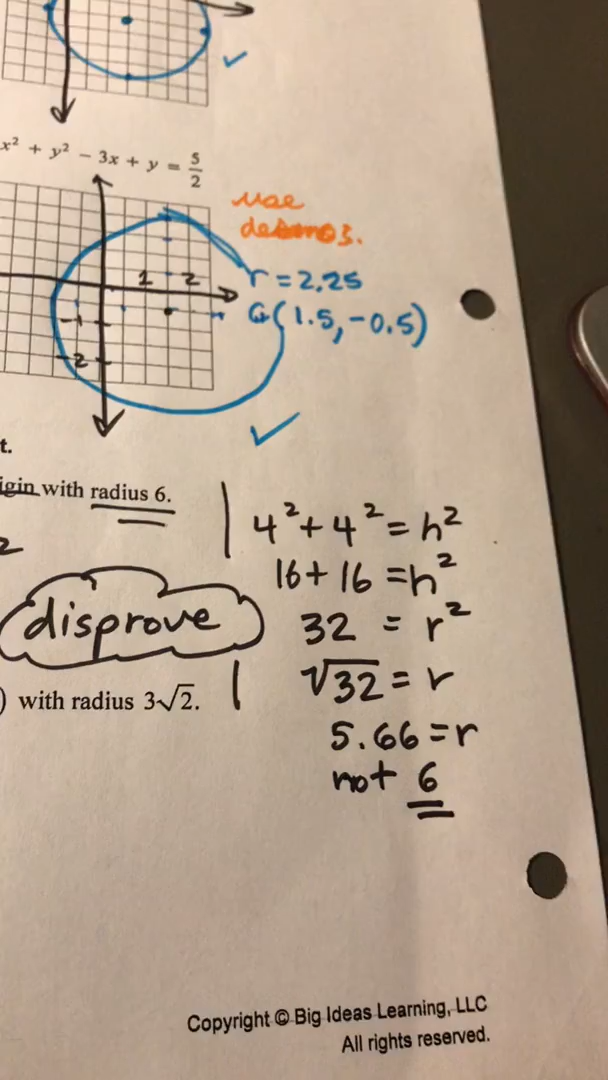 x² + y² − 3x + y = 5/2
use
desmos.
1 2
r = 2.25
(1.5, -0.5)
-1
-2
t.
igin with radius 6.
2
4² + 4² = h²
16 + 16 = h²
disprove
32 = r²
√32 = r
) with radius 3√2.
5.66 = r
not 6
Copyright © Big Ideas Learning, LLC
All rights reserved.